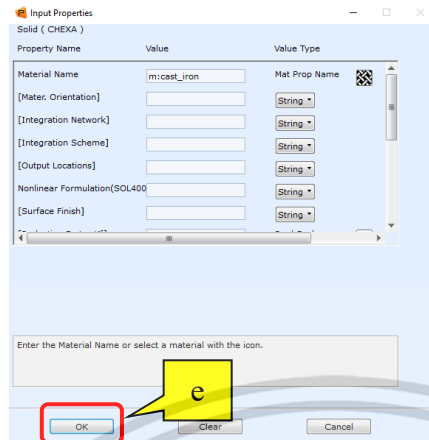 Input Properties
Solid ( CHEXA )
Property Name Value Value Type
Material Name m:cast_iron Mat Prop Name
[Mater. Orientation] String
[Integration Network] String
[Integration Scheme] String
[Output Locations] String
Nonlinear Formulation(SOL400 String
[Surface Finish] String
Enter the Material Name or select a material with the icon.
e
OK Clear Cancel